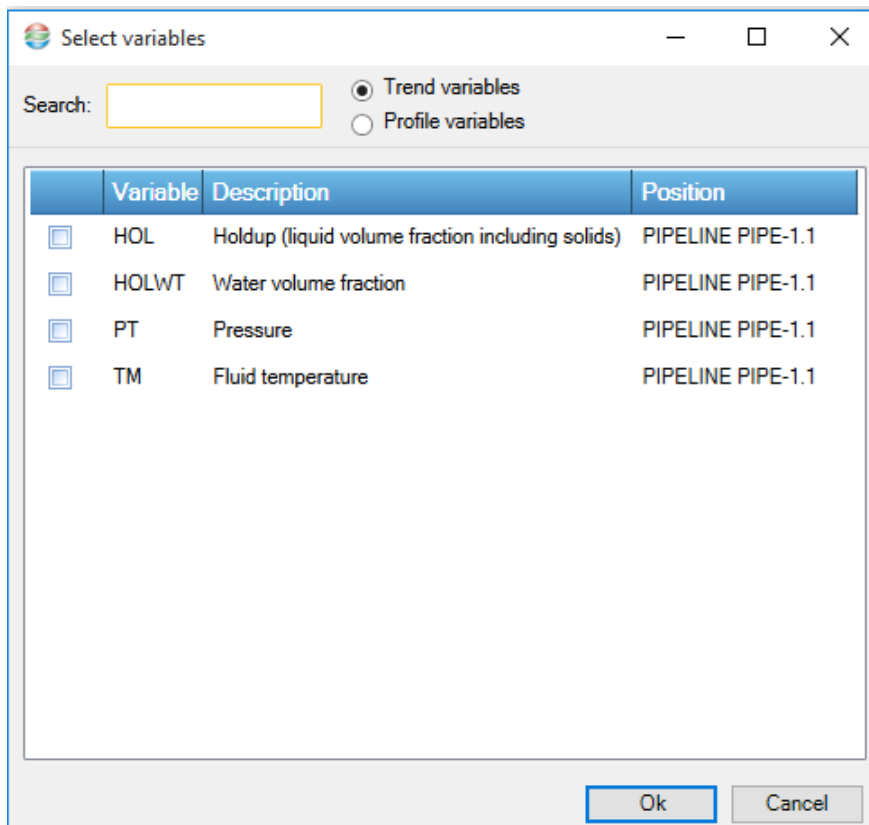 Select variables
Search:
Trend variables
Profile variables
Variable Description Position
HOL Holdup (liquid volume fraction including solids) PIPELINE PIPE-1.1
HOLWT Water volume fraction PIPELINE PIPE-1.1
PT Pressure PIPELINE PIPE-1.1
TM Fluid temperature PIPELINE PIPE-1.1
Ok Cancel